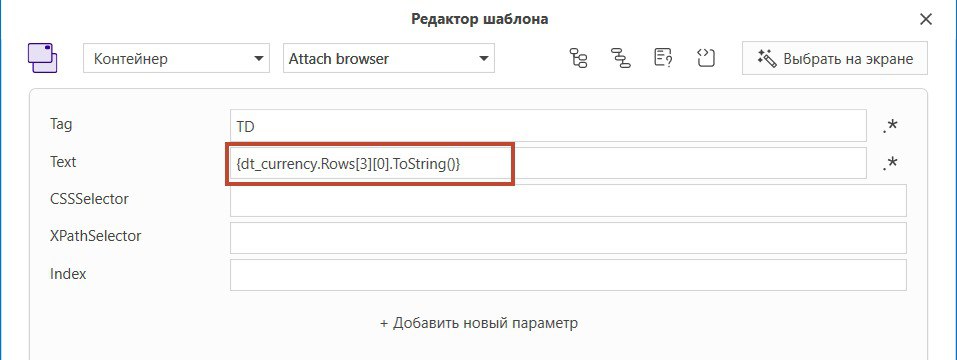 Редактор шаблона
Контейнер Attach browser Выбрать на экране
Tag TD .*
Text {dt_currency.Rows[3][0].ToString()} .*
CSSSelector
XPathSelector
Index
+ Добавить новый параметр